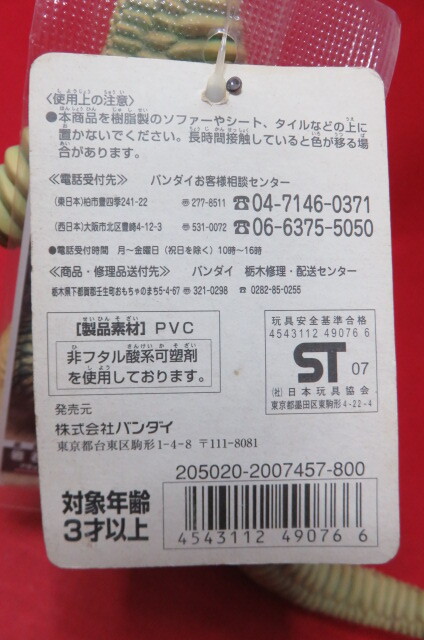 〈使用上の注意〉
●本商品を樹脂製のソファーやシート、タイルなどの上に
置かないでください。長時間接触していると色が移る場
合があります。
≪電話受付先≫ バンダイお客様相談センター
(東日本)柏市豊四季241-22 〒277-8511 ☎04-7146-0371
(西日本)大阪市北区豊崎4-12-3 〒531-0072 ☎06-6375-5050
●電話受付時間 月〜金曜日(祝日を除く)10時〜16時
≪商品・修理品送付先≫ バンダイ 栃木修理・配送センター
栃木県下都賀郡壬生町おもちゃのまち5-4-67 〒321-0298 ☎ 0282-85-0255
【製品素材】PVC
非フタル酸系可塑剤
を使用しております。
玩具安全基準合格
4543112 49076 6
ST 07
(社)日本玩具協会
東京都墨田区東駒形4-22-4
発売元
株式会社バンダイ
東京都台東区駒形1-4-8 〒111-8081
205020-2007457-800
対象年齢
3才以上
4543112 49076 6